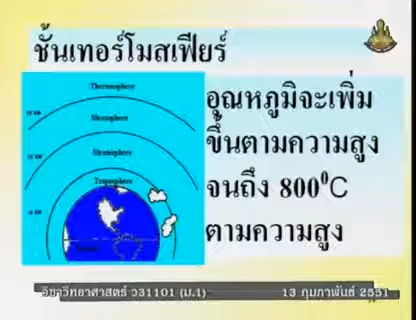 ชั้นเทอร์โมสเฟียร์
อุณหภูมิจะเพิ่ม
ขึ้นตามความสูง
จนถึง 800⁰C
ตามความสูง
Thermosphere
Mesosphere
Stratosphere
Troposphere
วิชาวิทยาศาสตร์ ว31101 (ม.1)
13 กุมภาพันธ์ 2551